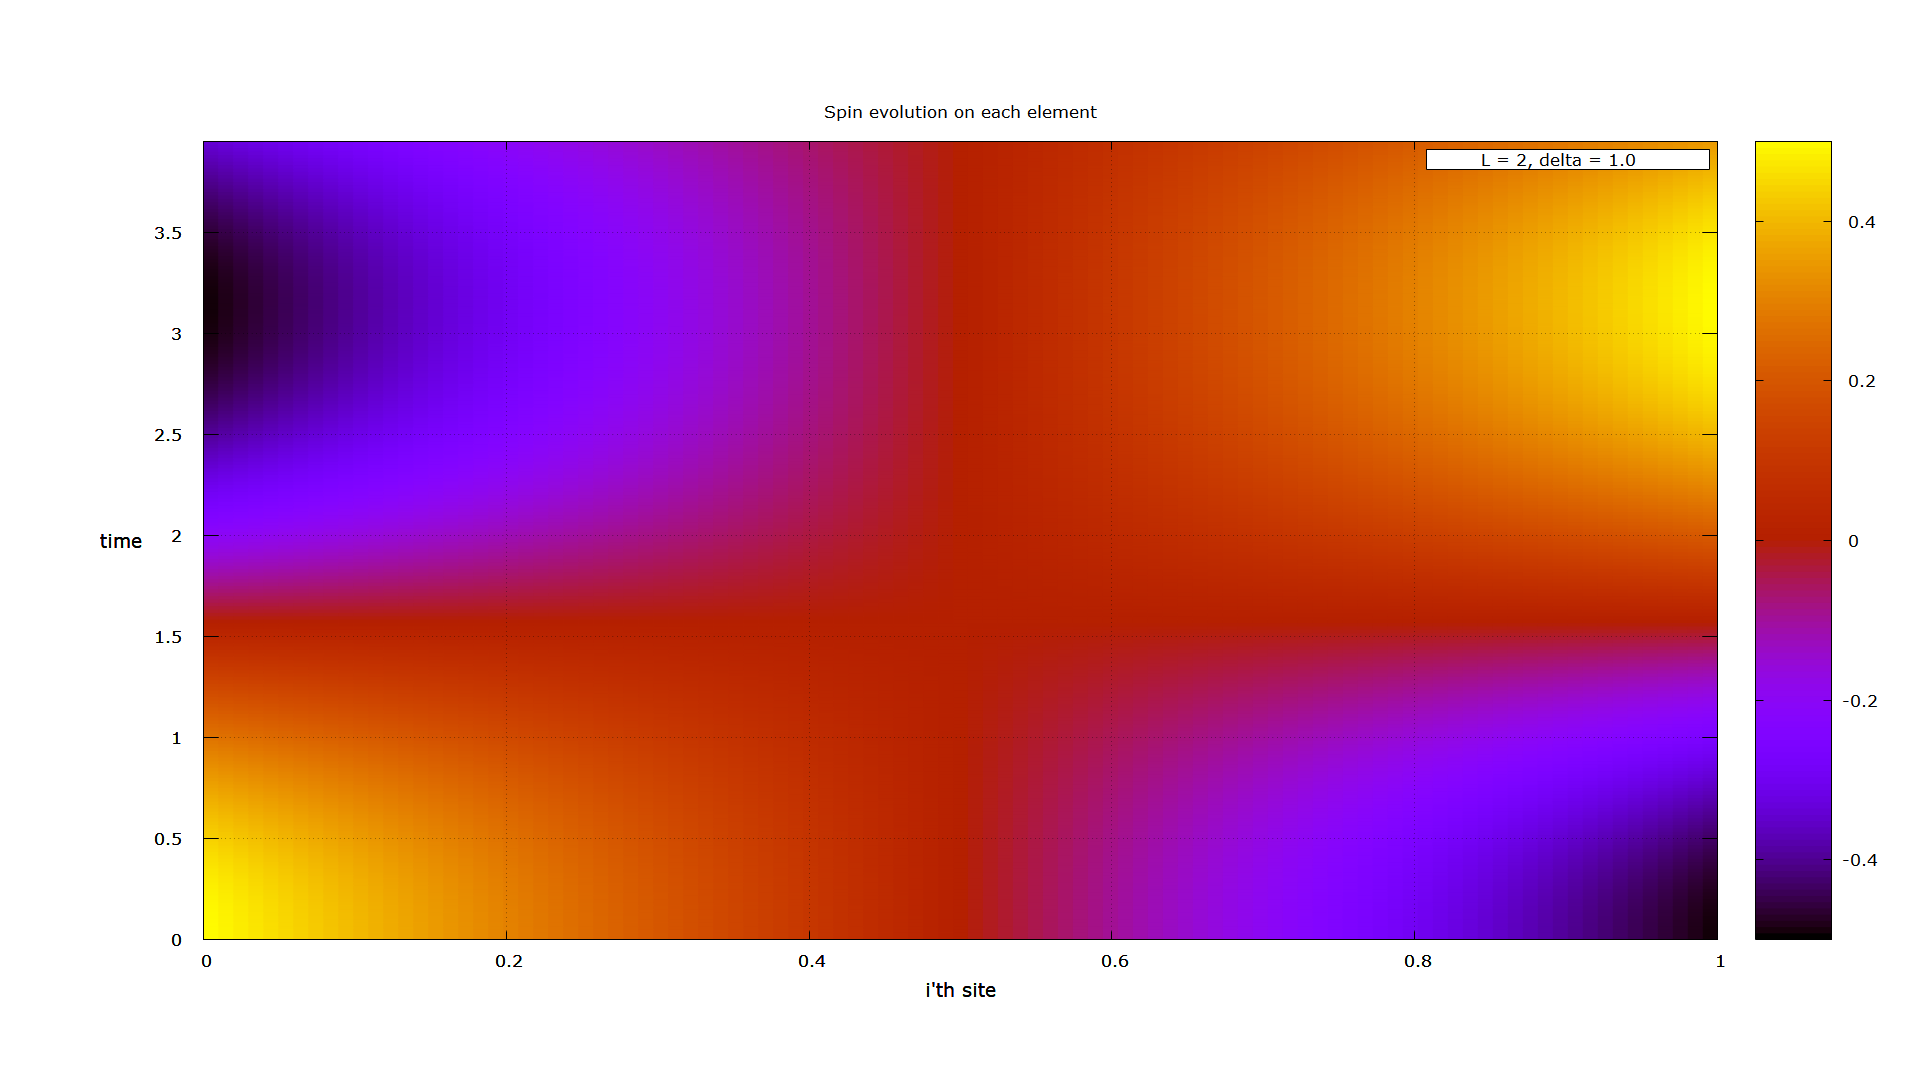 Spin evolution on each element
L = 2, delta = 1.0
3.5
3
2.5
2
1.5
1
0.5
0
time
0 0.2 0.4 0.6 0.8 1
i'th site
0.4
0.2
0
-0.2
-0.4